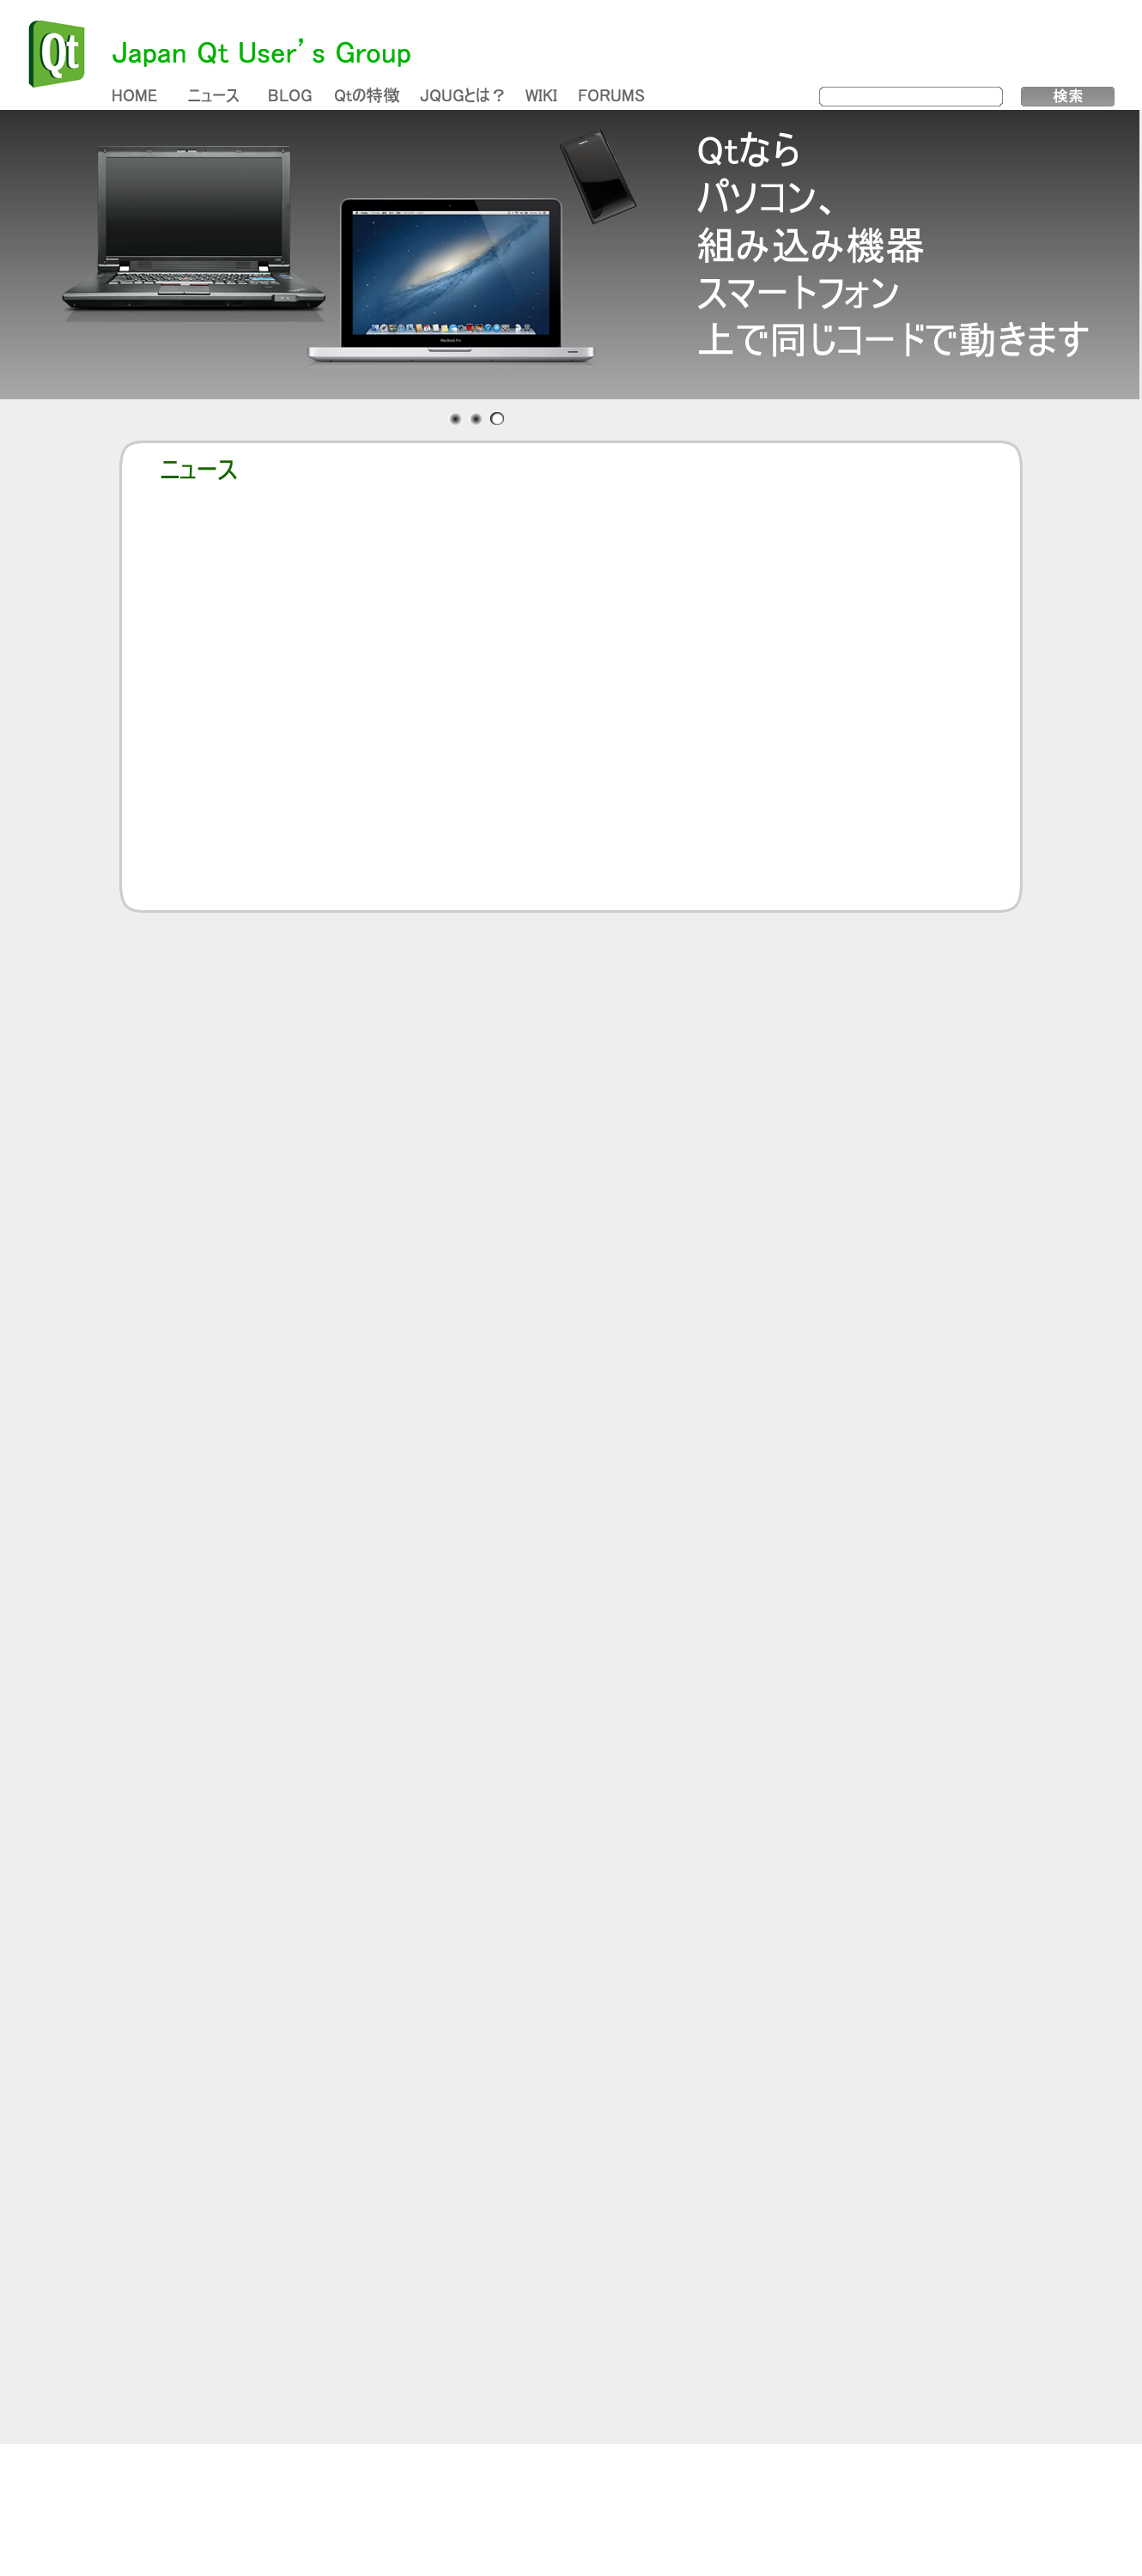 Qt
Japan Qt User’s Group
HOME ニュース BLOG Qtの特徴 JQUGとは？ WIKI FORUMS 検索
Qtなら
パソコン、
組み込み機器
スマートフォン
上で同じコードで動きます
MacBook Pro
ニュース